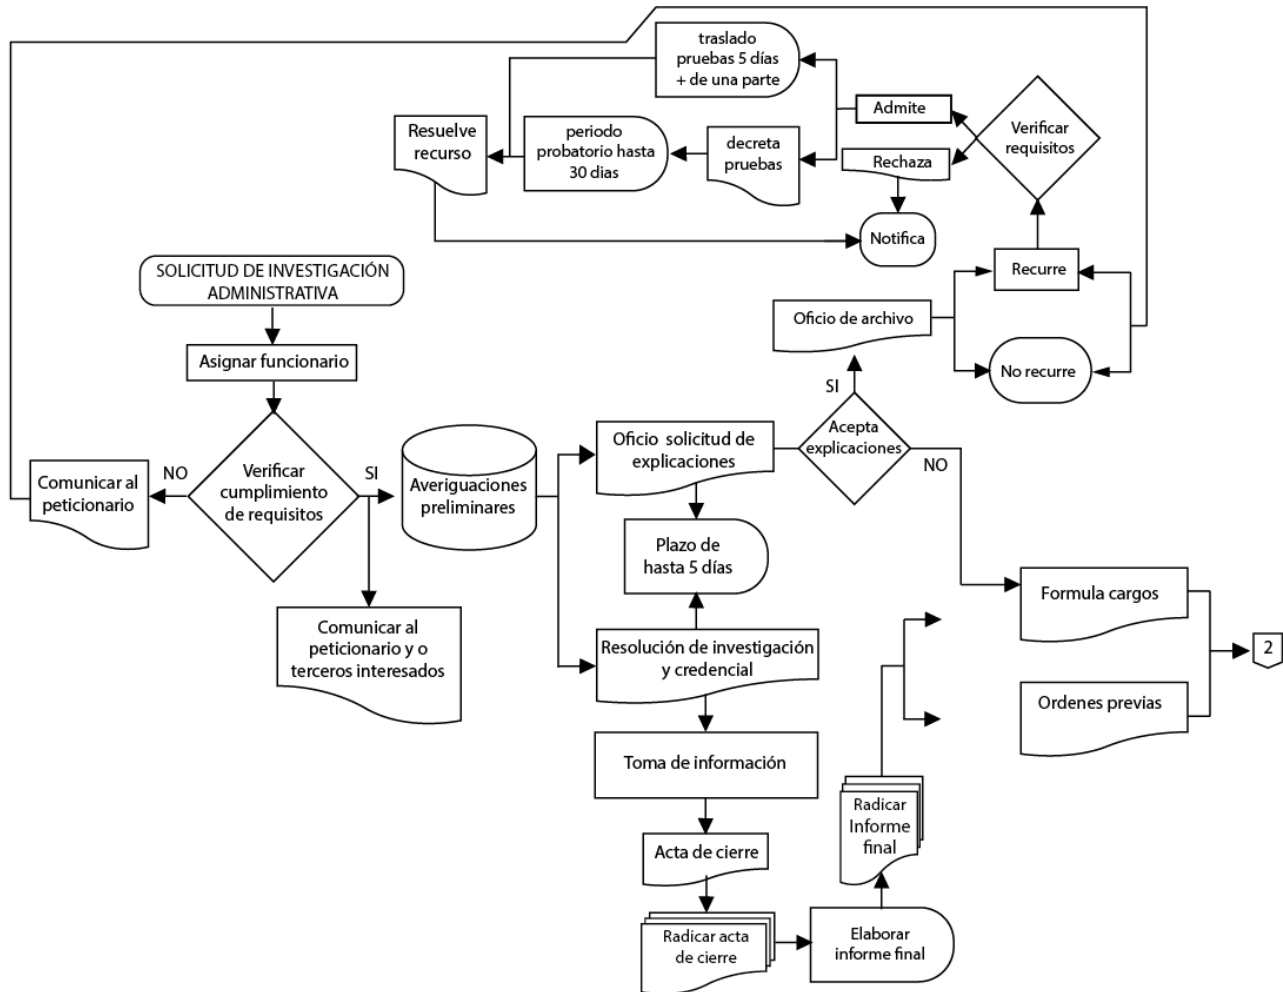 traslado
pruebas 5 días
+ de una parte
Admite
Verificar
requisitos
Resuelve
recurso
periodo
probatorio hasta
30 dias
decreta
pruebas
Rechaza
Notifica
SOLICITUD DE INVESTIGACIÓN
ADMINISTRATIVA
Recurre
Oficio de archivo
Asignar funcionario
No recurre
SI
Acepta
explicaciones
NO
Oficio solicitud de
explicaciones
Comunicar al
peticionario
NO
Verificar
cumplimiento
de requisitos
SI
Averiguaciones
preliminares
Plazo de
hasta 5 días
Formula cargos
Comunicar al
peticionario y o
terceros interesados
Resolución de investigación
y credencial
2
Ordenes previas
Toma de información
Radicar
Informe
final
Acta de cierre
Radicar acta
de cierre
Elaborar
informe final